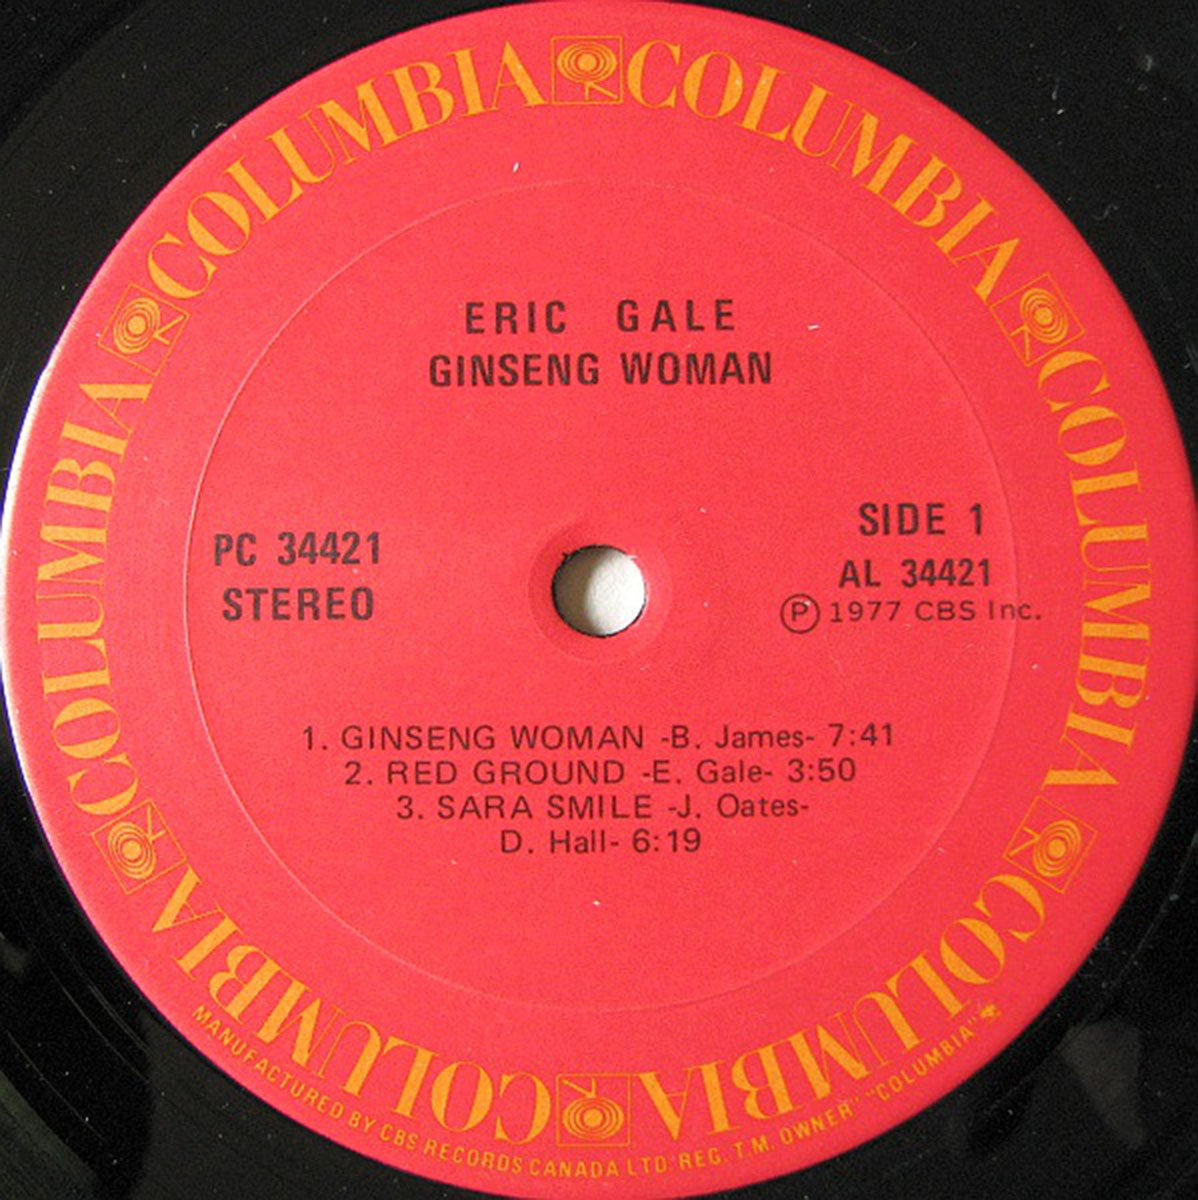 COLUMBIA COLUMBIA COLUMBIA COLUMBIA COLUMBIA COLUMBIA
ERIC GALE
GINSENG WOMAN
PC 34421
STEREO
SIDE 1
AL 34421
Ⓟ 1977 CBS Inc.
1. GINSENG WOMAN -B. James- 7:41
2. RED GROUND -E. Gale- 3:50
3. SARA SMILE -J. Oates-
D. Hall- 6:19
MANUFACTURED BY CBS RECORDS CANADA LTD REG. T.M. OWNER" "COLUMBIA"